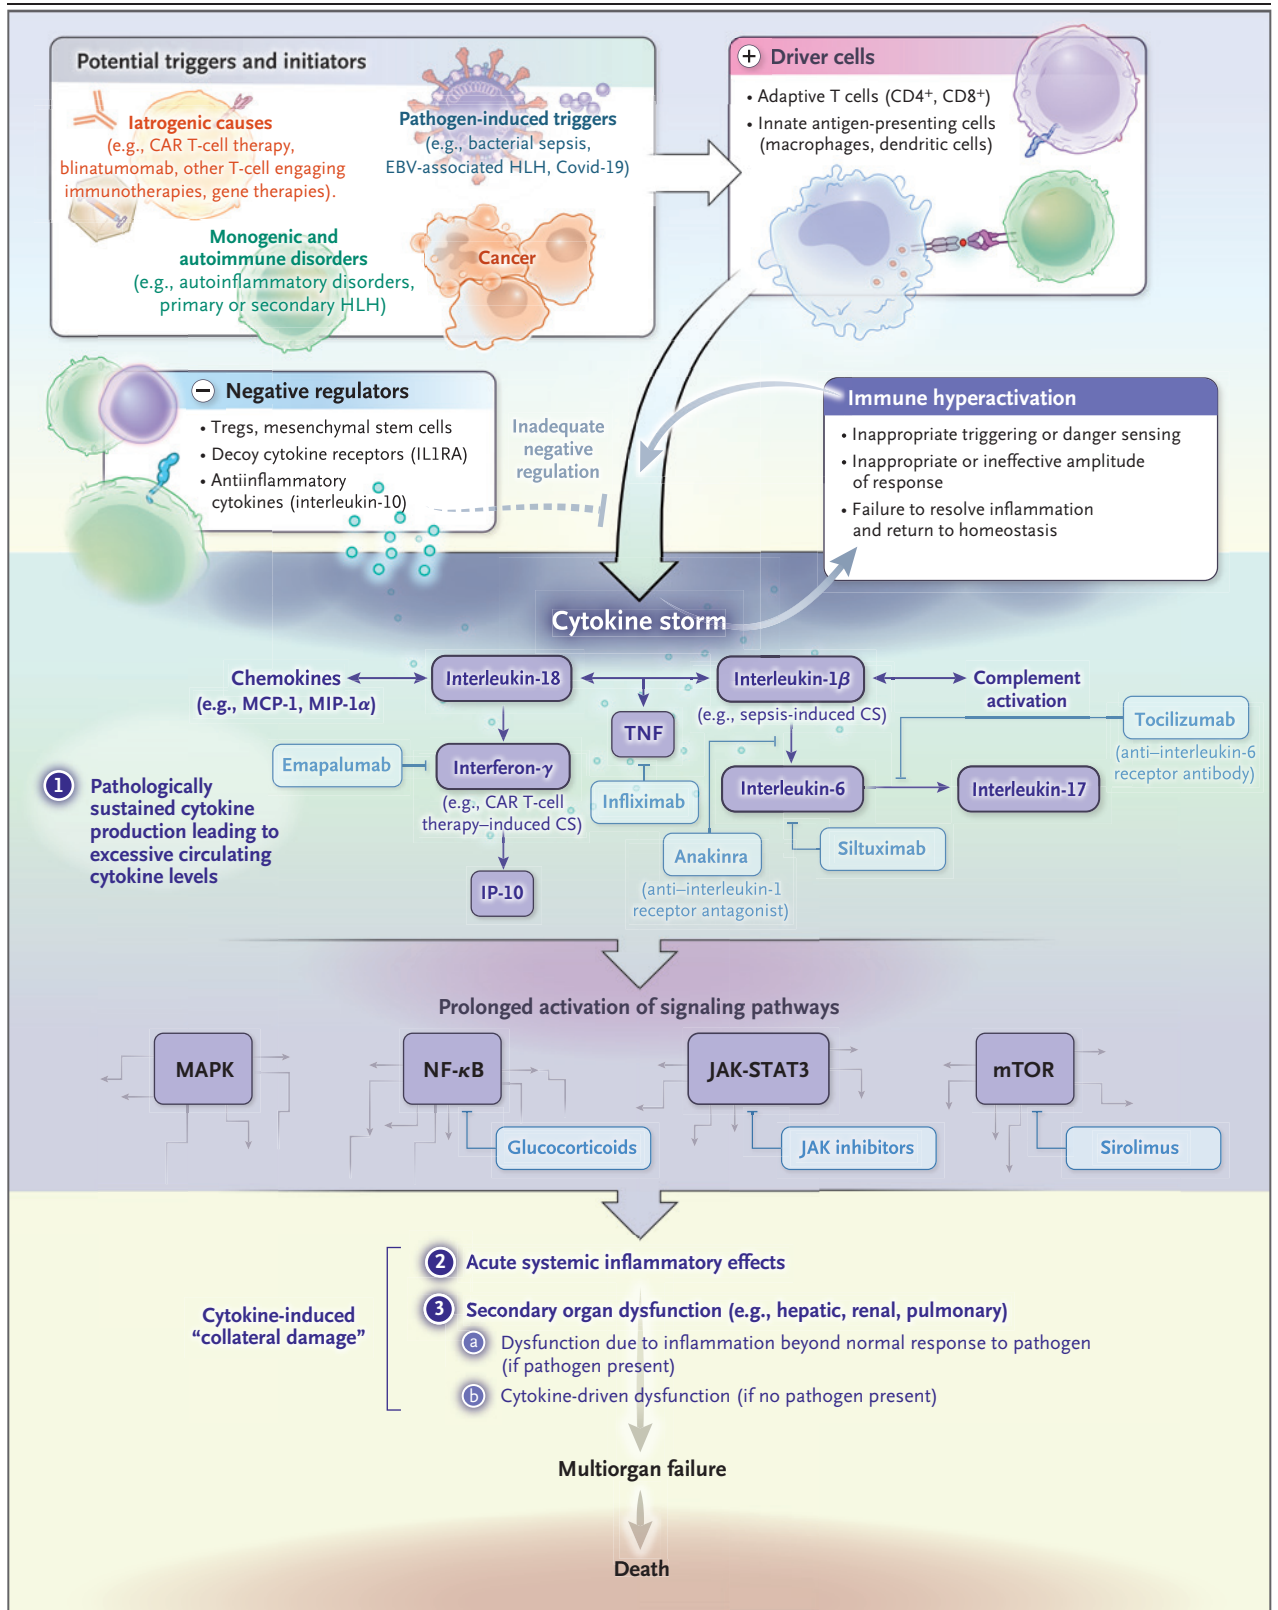 Potential triggers and initiators
Iatrogenic causes
(e.g., CAR T-cell therapy,
blinatumomab, other T-cell engaging
immunotherapies, gene therapies).
Pathogen-induced triggers
(e.g., bacterial sepsis,
EBV-associated HLH, Covid-19)
Monogenic and
autoimmune disorders
(e.g., autoinflammatory disorders,
primary or secondary HLH)
Cancer
+ Driver cells
• Adaptive T cells (CD4⁺, CD8⁺)
• Innate antigen-presenting cells
(macrophages, dendritic cells)
− Negative regulators
• Tregs, mesenchymal stem cells
• Decoy cytokine receptors (IL1RA)
• Antiinflammatory
cytokines (interleukin-10)
Inadequate
negative
regulation
Immune hyperactivation
• Inappropriate triggering or danger sensing
• Inappropriate or ineffective amplitude
of response
• Failure to resolve inflammation
and return to homeostasis
Cytokine storm
Chemokines
(e.g., MCP-1, MIP-1α)
Interleukin-18
TNF
Interleukin-1β
(e.g., sepsis-induced CS)
Complement
activation
Tocilizumab
(anti–interleukin-6
receptor antibody)
Emapalumab
Interferon-γ
(e.g., CAR T-cell
therapy–induced CS)
Infliximab
Interleukin-6
Interleukin-17
1 Pathologically
sustained cytokine
production leading to
excessive circulating
cytokine levels
IP-10
Anakinra
(anti–interleukin-1
receptor antagonist)
Siltuximab
Prolonged activation of signaling pathways
MAPK
NF-κB
JAK-STAT3
mTOR
Glucocorticoids
JAK inhibitors
Sirolimus
Cytokine-induced
“collateral damage”
2 Acute systemic inflammatory effects
3 Secondary organ dysfunction (e.g., hepatic, renal, pulmonary)
a Dysfunction due to inflammation beyond normal response to pathogen
(if pathogen present)
b Cytokine-driven dysfunction (if no pathogen present)
Multiorgan failure
Death